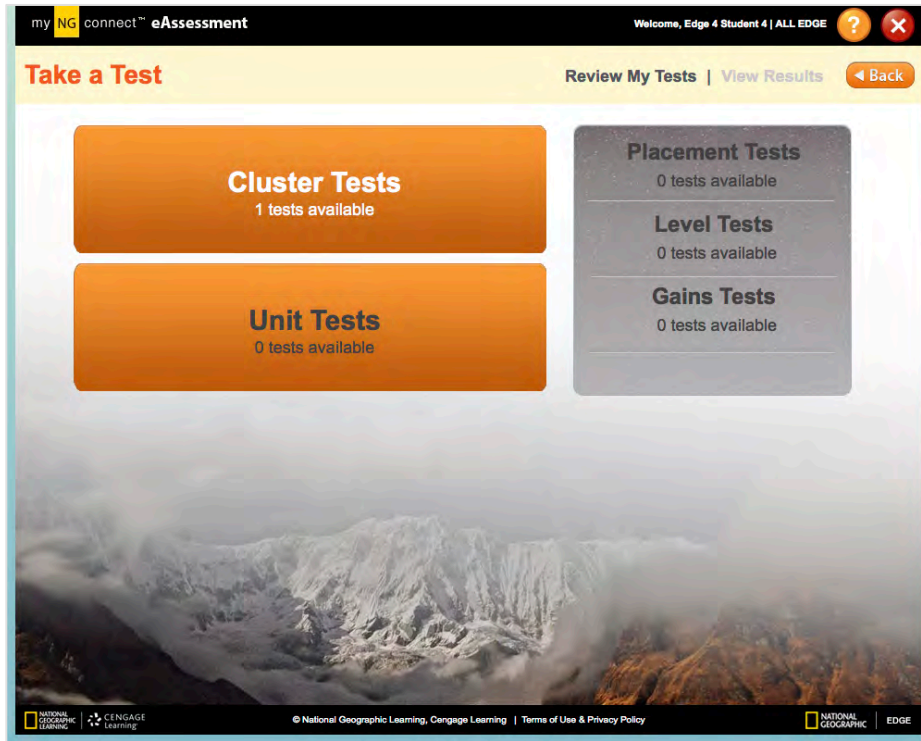 my NG connect™ eAssessment
Welcome, Edge 4 Student 4 | ALL EDGE
?
Take a Test
Review My Tests | View Results
Back
Cluster Tests
1 tests available
Unit Tests
0 tests available
Placement Tests
0 tests available
Level Tests
0 tests available
Gains Tests
0 tests available
NATIONAL
GEOGRAPHIC
LEARNING
CENGAGE
Learning
© National Geographic Learning, Cengage Learning | Terms of Use & Privacy Policy
NATIONAL
GEOGRAPHIC
EDGE